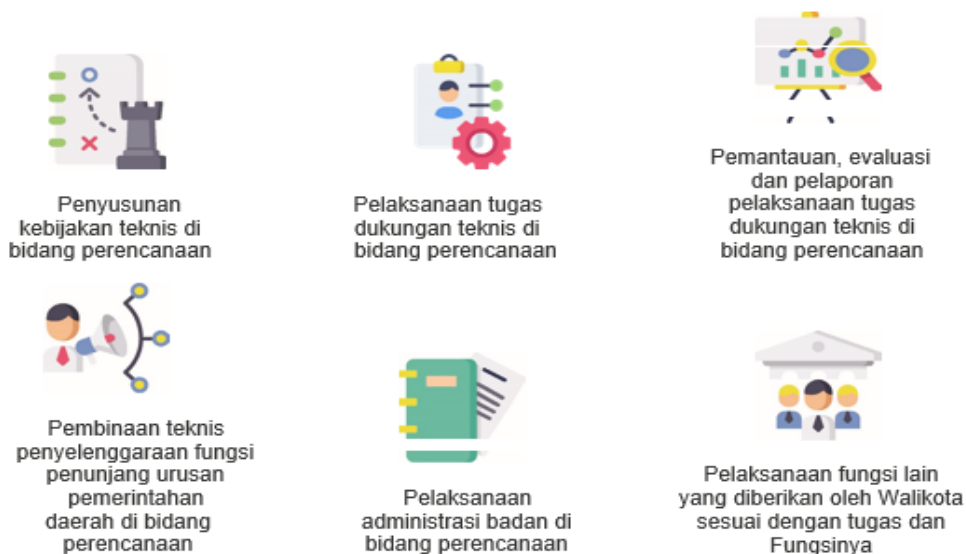 Penyusunan
kebijakan teknis di
bidang perencanaan
Pelaksanaan tugas
dukungan teknis di
bidang perencanaan
Pemantauan, evaluasi
dan pelaporan
pelaksanaan tugas
dukungan teknis di
bidang perencanaan
Pembinaan teknis
penyelenggaraan fungsi
penunjang urusan
pemerintahan
daerah di bidang
perencanaan
Pelaksanaan
administrasi badan di
bidang perencanaan
Pelaksanaan fungsi lain
yang diberikan oleh Walikota
sesuai dengan tugas dan
Fungsinya